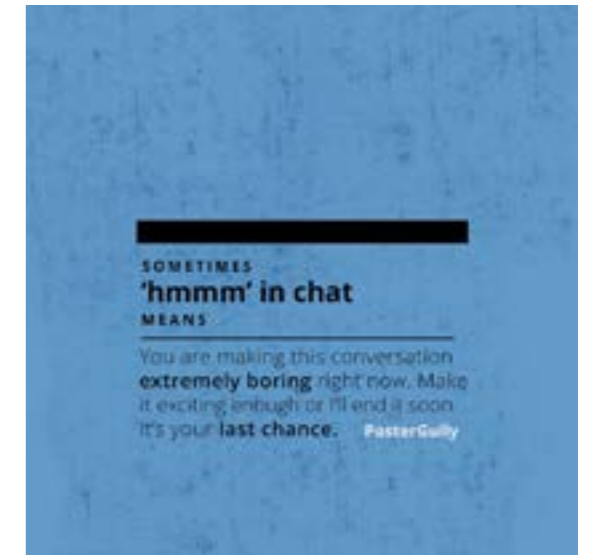 SOMETIMES
‘hmmm’ in chat
MEANS
You are making this conversation
extremely boring right now. Make
it exciting enough or I'll end it soon
It's your last chance. PosterGully